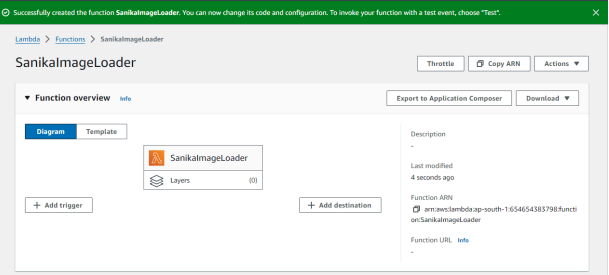 Successfully created the function SanikaImageLoader. You can now change its code and configuration. To invoke your function with a test event, choose "Test".
Lambda > Functions > SanikaImageLoader
SanikaImageLoader
Throttle
Copy ARN
Actions
Function overview Info
Export to Application Composer
Download
Diagram
Template
SanikaImageLoader
Layers (0)
+ Add trigger
+ Add destination
Description
-
Last modified
4 seconds ago
Function ARN
arn:aws:lambda:ap-south-1:654654383798:functi
on:SanikaImageLoader
Function URL Info
-